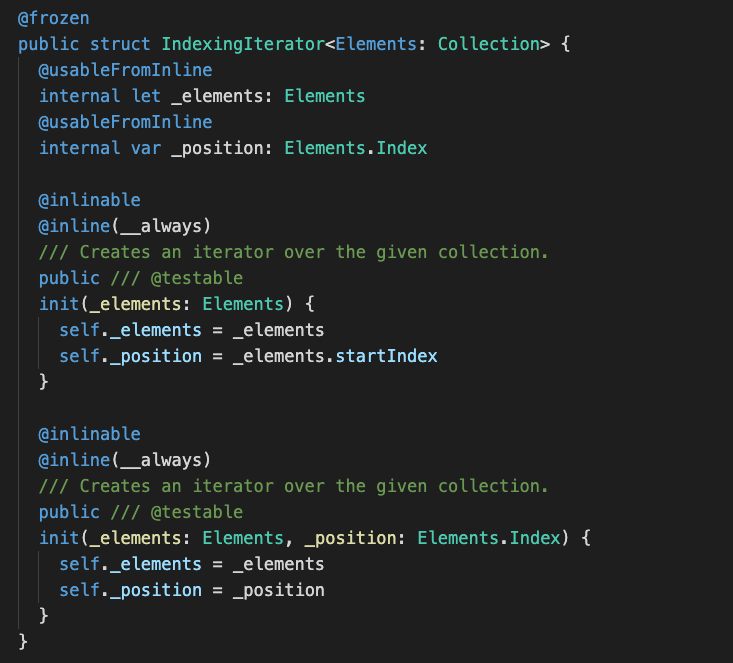 @frozen
public struct IndexingIterator<Elements: Collection> {
  @usableFromInline
  internal let _elements: Elements
  @usableFromInline
  internal var _position: Elements.Index

  @inlinable
  @inline(__always)
  /// Creates an iterator over the given collection.
  public /// @testable
  init(_elements: Elements) {
    self._elements = _elements
    self._position = _elements.startIndex
  }

  @inlinable
  @inline(__always)
  /// Creates an iterator over the given collection.
  public /// @testable
  init(_elements: Elements, _position: Elements.Index) {
    self._elements = _elements
    self._position = _position
  }
}